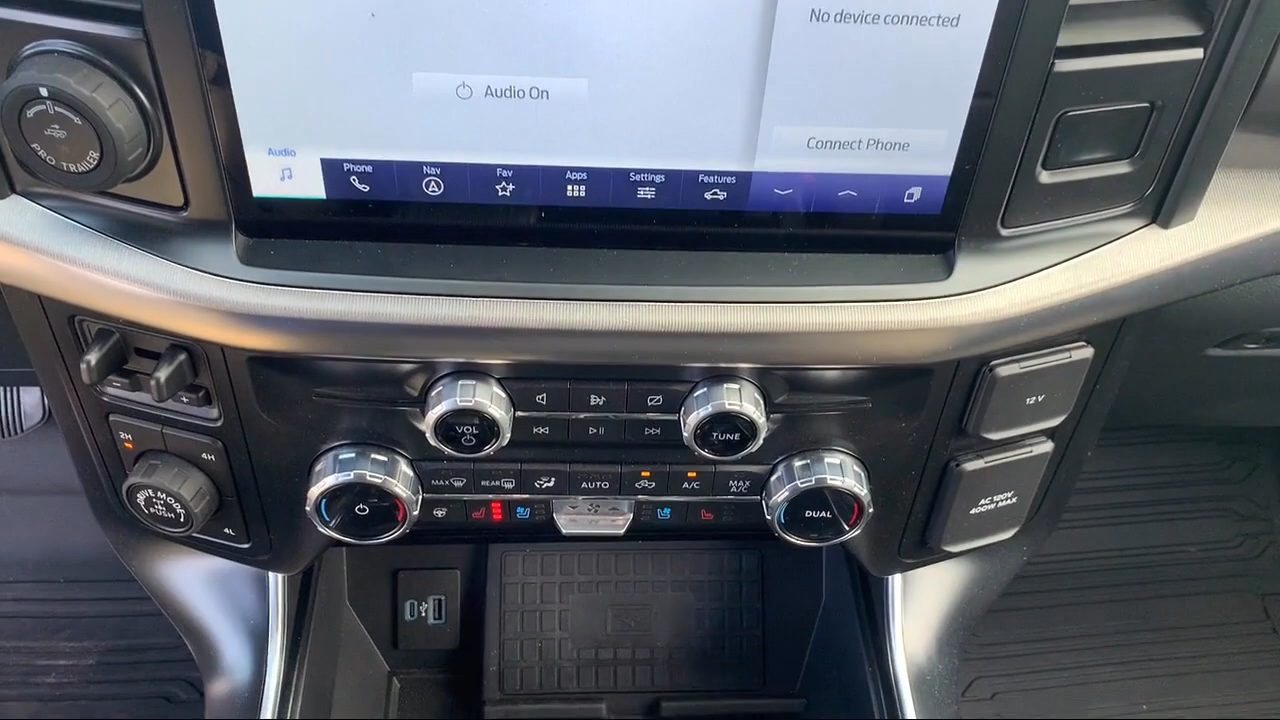 No device connected
Audio On
Connect Phone
Audio
Phone
Nav
Fav
Apps
Settings
Features
PRO TRAILER
12 V
2H
4H
VOL
TUNE
MAX
REAR
AUTO
A/C
MAX
A/C
DRIVE MODE
PUSH
DUAL
AC 120V
400W MAX
4L